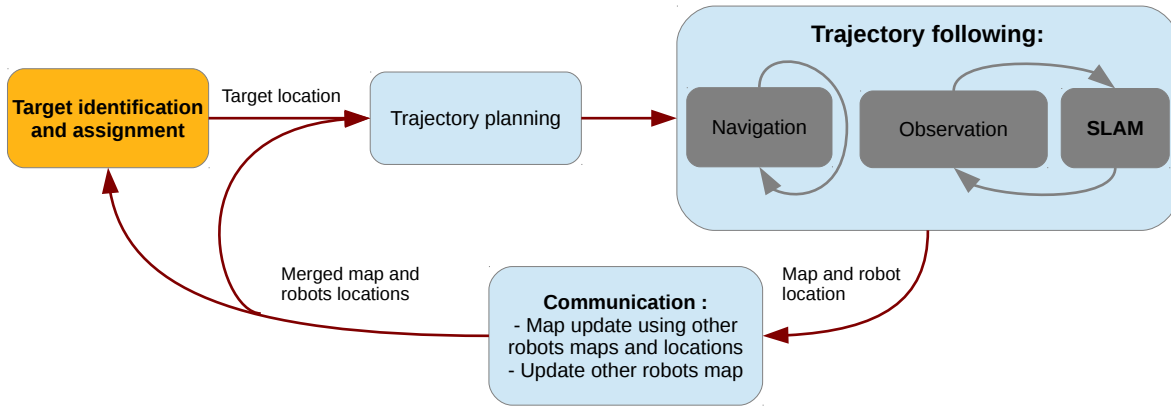 Trajectory following:
Target identification
and assignment
Target location
Trajectory planning
Navigation
Observation
SLAM
Merged map and
robots locations
Communication :
- Map update using other
robots maps and locations
- Update other robots map
Map and robot
location